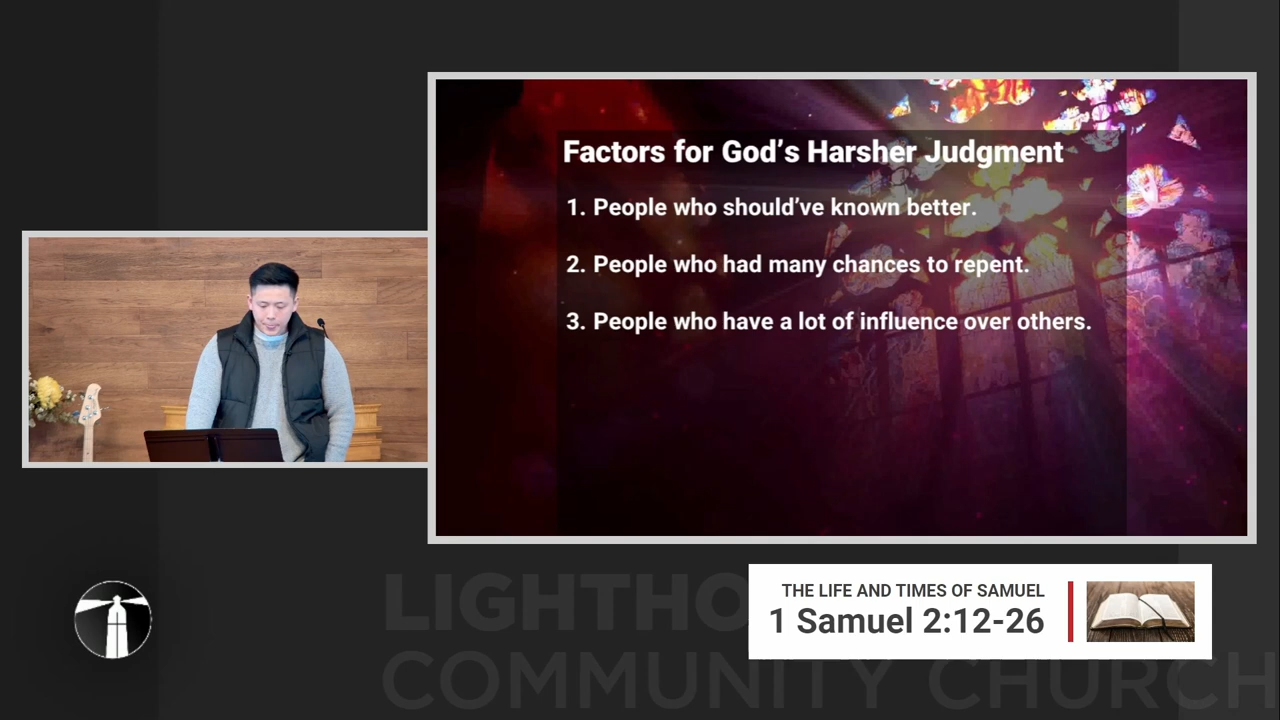 Factors for God's Harsher Judgment
1. People who should've known better.
2. People who had many chances to repent.
3. People who have a lot of influence over others.
THE LIFE AND TIMES OF SAMUEL
1 Samuel 2:12-26
LIGHTHO
COMMUNITY CHURCH